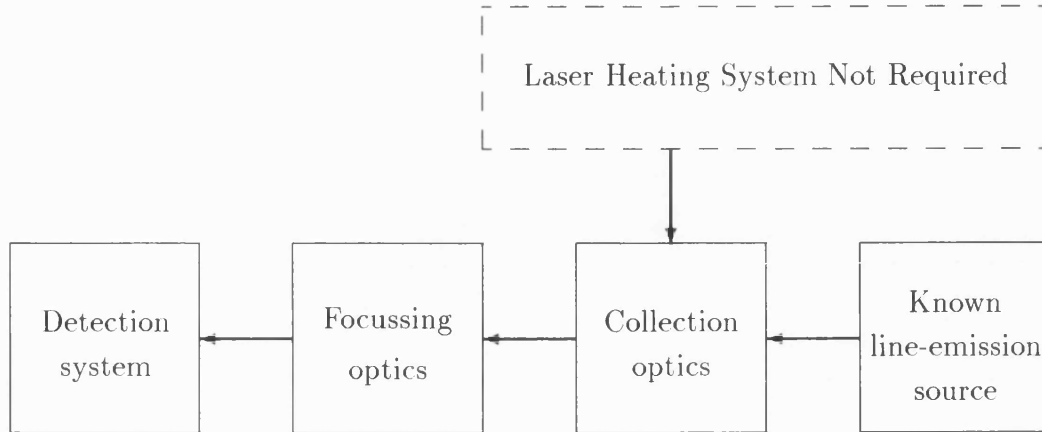 Laser Heating System Not Required
Detection
system
Focussing
optics
Collection
optics
Known
line-emission
source